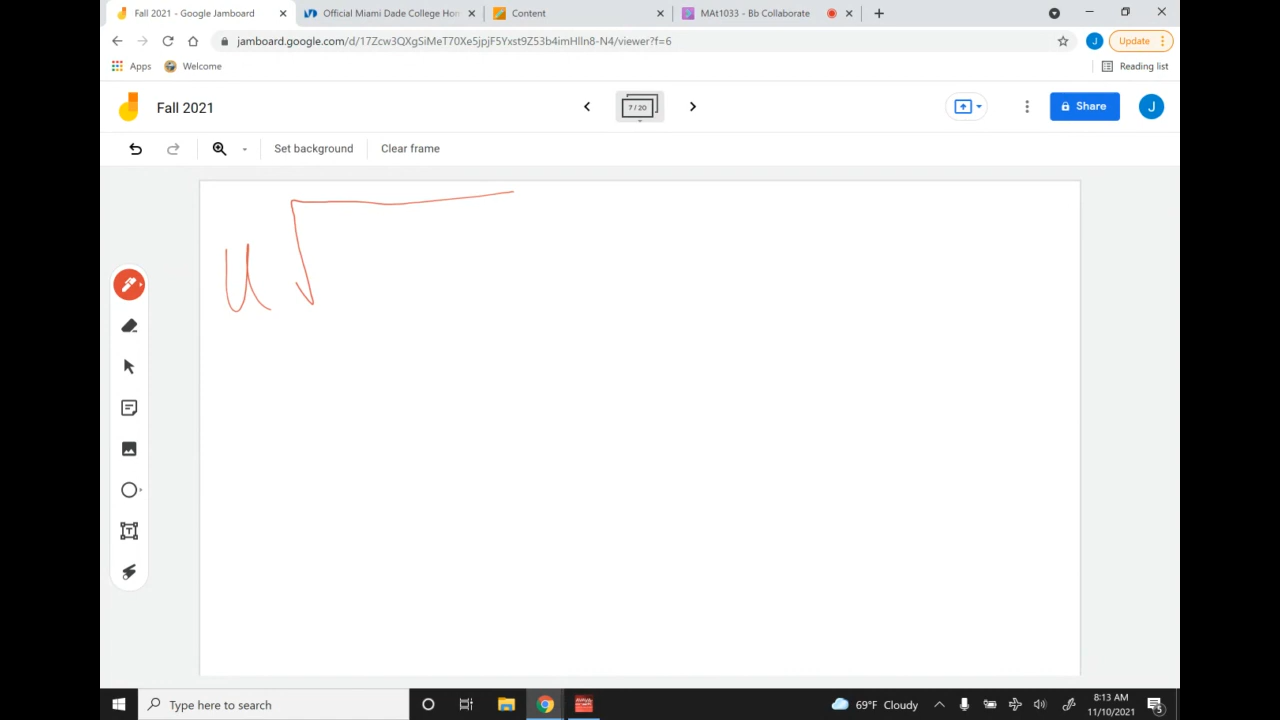 Fall 2021 - Google Jamboard
Official Miami Dade College Hon
Content
MAt1033 - Bb Collaborate
jamboard.google.com/d/17Zcw3QXgSiMeT70Xe5jpjF5Yxst9Z53b4imHlIn8-N4/viewer?f=6
J
Update
Apps
Welcome
Reading list
Fall 2021
7 / 20
Share
J
Set background
Clear frame
u √
Type here to search
69°F Cloudy
8:13 AM
11/10/2021
5